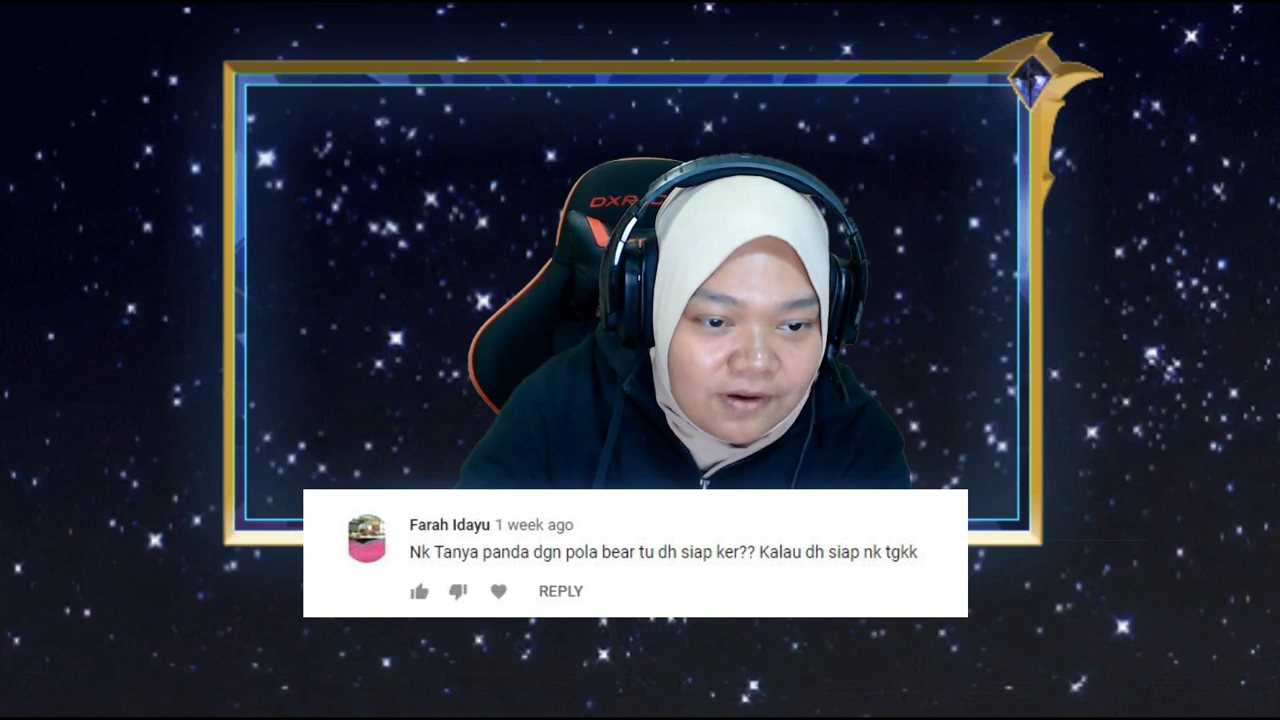 DXRAC
Farah Idayu 1 week ago
Nk Tanya panda dgn pola bear tu dh siap ker?? Kalau dh siap nk tgkk
REPLY